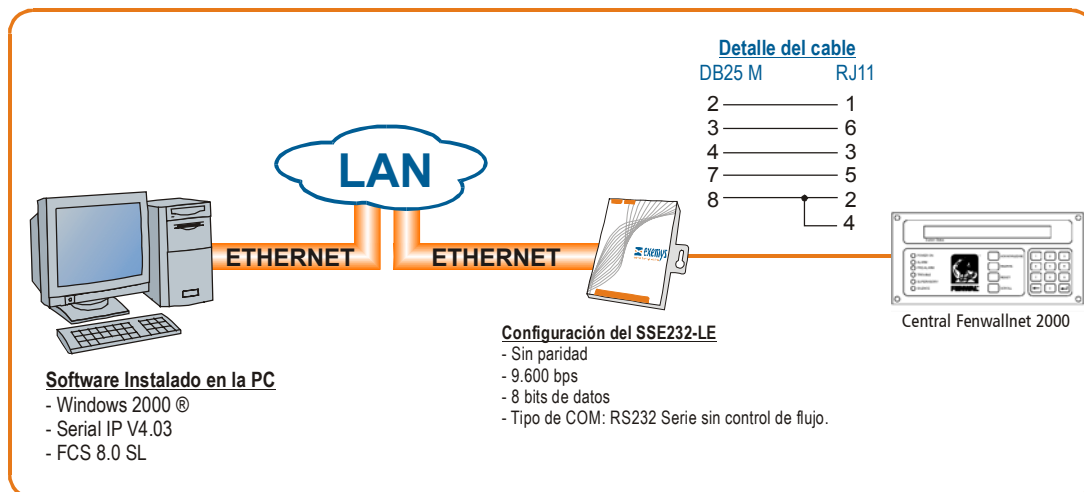 Detalle del cable
DB25 M RJ11
2 1
3 6
4 3
7 5
8 2
4
LAN
ETHERNET ETHERNET
exemys
FENWAL
Central Fenwallnet 2000
Configuración del SSE232-LE
- Sin paridad
- 9.600 bps
- 8 bits de datos
- Tipo de COM: RS232 Serie sin control de flujo.
Software Instalado en la PC
- Windows 2000 ®
- Serial IP V4.03
- FCS 8.0 SL